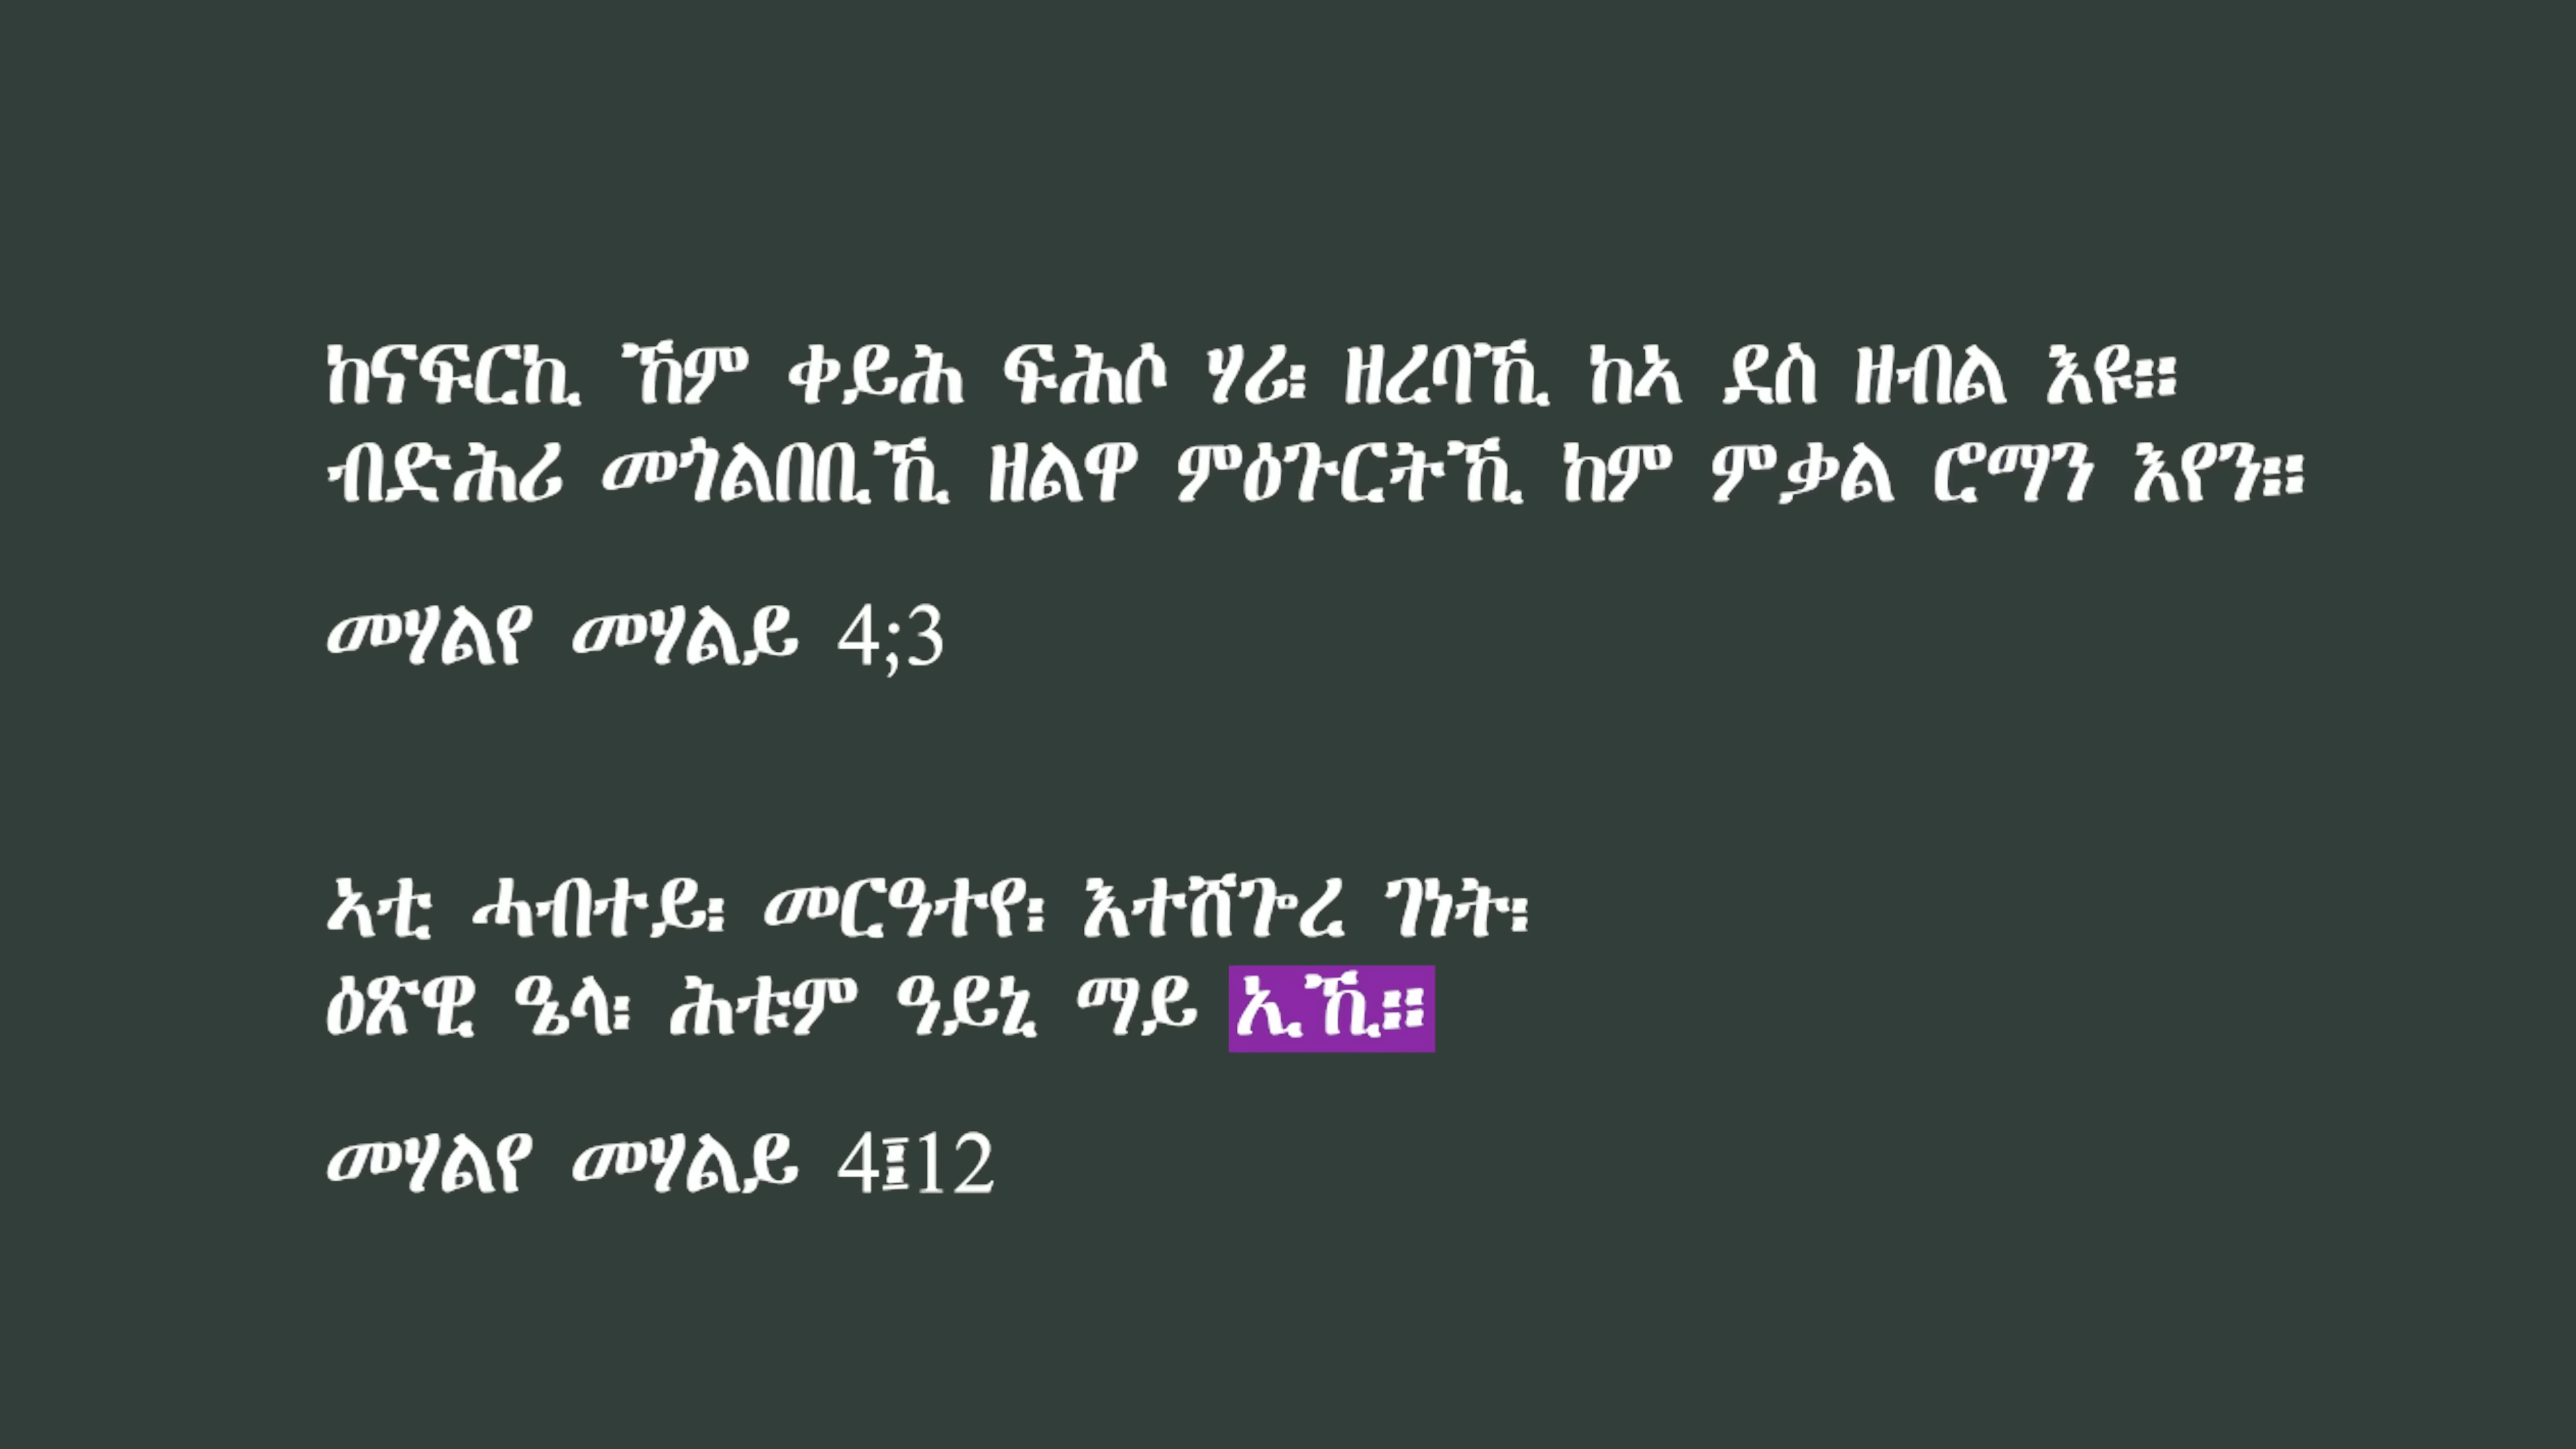 ከናፍርኪ ኸም ቀይሕ ፍሕሶ ሃሪ፡ ዘረባኺ ከኣ ደስ ዘብል እዩ።
ብድሕሪ መጎልበቢኺ ዘልዋ ምዕጉርትኺ ከም ምቃል ሮማን እየን።
መሃልየ መሃልይ 4;3
ኣቲ ሓብተይ፡ መርዓተየ፡ እተሸጐረ ገነት፡
ዕጽዊ ዔላ፡ ሕቱም ዓይኒ ማይ ኢኺ።
መሃልየ መሃልይ 4፤12